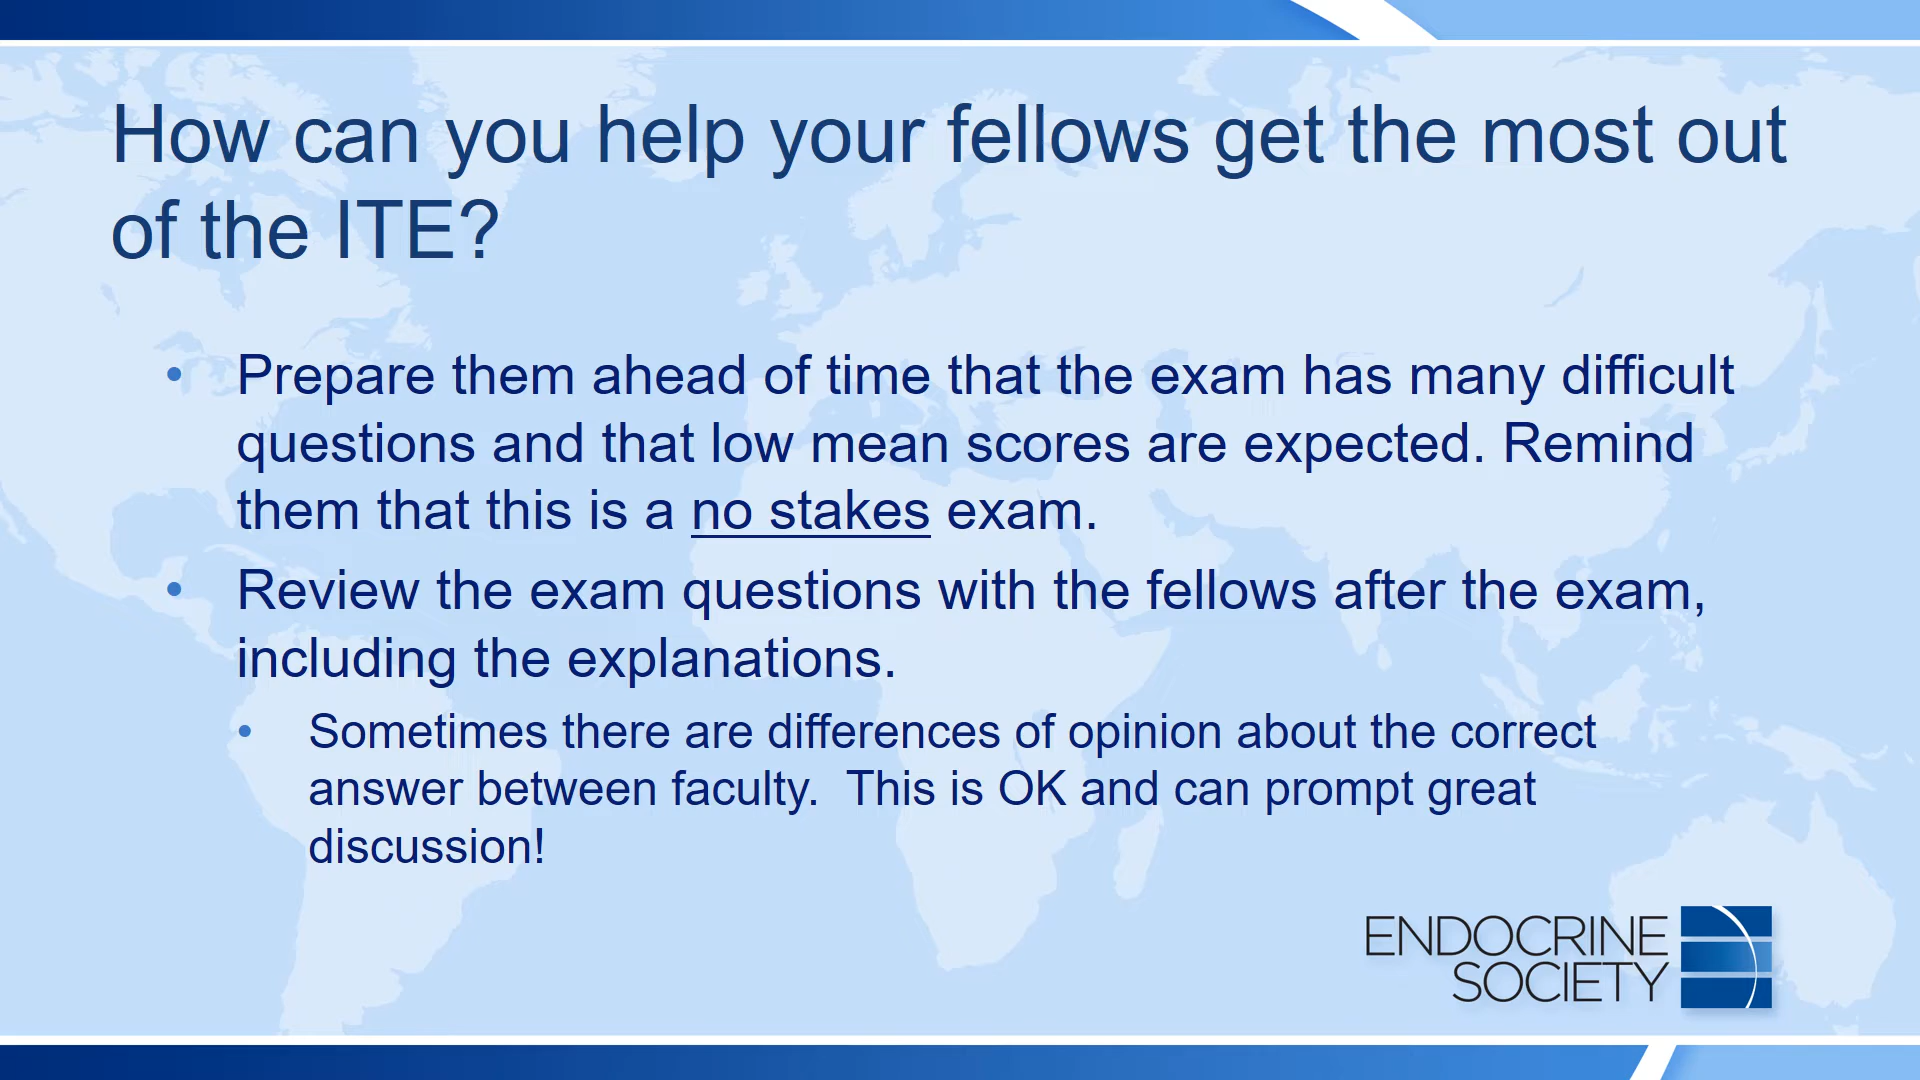 How can you help your fellows get the most out
of the ITE?
• Prepare them ahead of time that the exam has many difficult
questions and that low mean scores are expected. Remind
them that this is a no stakes exam.
• Review the exam questions with the fellows after the exam,
including the explanations.
• Sometimes there are differences of opinion about the correct
answer between faculty.  This is OK and can prompt great
discussion!
ENDOCRINE
SOCIETY